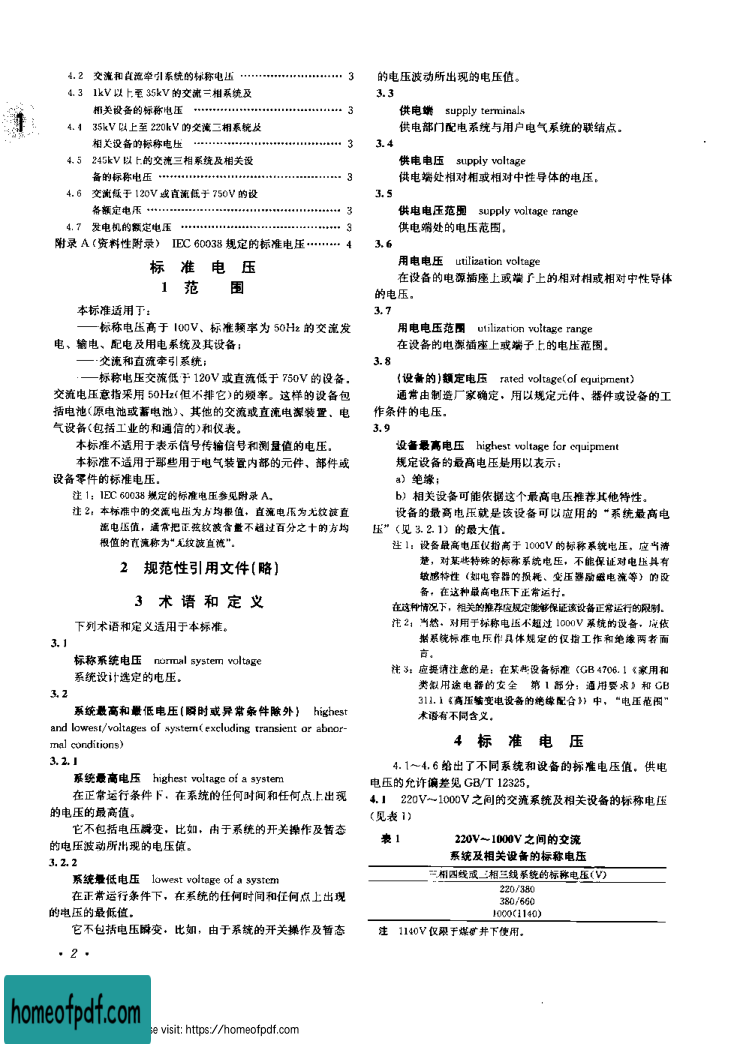 4.2 交流和直流牵引系统的标称电压 ………………………… 3
4.3 1kV以上至35kV的交流三相系统及
相关设备的标称电压 ………………………………… 3
4.4 35kV以上至220kV的交流三相系统及
相关设备的标称电压 ………………………………… 3
4.5 245kV以上的交流三相系统及相关设
备的标称电压 ………………………………………… 3
4.6 交流低于120V或直流低于750V的设
备额定电压 …………………………………………… 3
4.7 发电机的额定电压 …………………………………… 3
附录A(资料性附录) IEC 60038规定的标准电压 ……… 4
标准电压
1 范围
本标准适用于:
——标称电压高于100V、标准频率为50Hz的交流发
电、输电、配电及用电系统及其设备;
——交流和直流牵引系统;
——标称电压交流低于120V或直流低于750V的设备,
交流电压意指采用50Hz(但不排它)的频率。这样的设备包
括电池(原电池或蓄电池)、其他的交流或直流电源装置、电
气设备(包括工业的和通信的)和仪表。
本标准不适用于表示信号传输信号和测量值的电压。
本标准不适用于那些用于电气装置内部的元件、部件或
设备零件的标准电压。
注1:IEC 60038规定的标准电压参见附录A。
注2:本标准中的交流电压为方均根值,直流电压为无纹波直
流电压值,通常把正弦纹波含量不超过百分之十的方均
根值的直流称为“无纹波直流”。
2 规范性引用文件(略)
3 术语和定义
下列术语和定义适用于本标准。
3.1
标称系统电压 normal system voltage
系统设计选定的电压。
3.2
系统最高和最低电压(瞬时或异常条件除外) highest
and lowest/voltages of system(excluding transient or abnor-
mal conditions)
3.2.1
系统最高电压 highest voltage of a system
在正常运行条件下,在系统的任何时间和任何点上出现
的电压的最高值。
它不包括电压瞬变,比如,由于系统的开关操作及暂态
的电压波动所出现的电压值。
3.2.2
系统最低电压 lowest voltage of a system
在正常运行条件下,在系统的任何时间和任何点上出现
的电压的最低值。
它不包括电压瞬变,比如,由于系统的开关操作及暂态
的电压波动所出现的电压值。
3.3
供电端 supply terminals
供电部门配电系统与用户电气系统的联结点。
3.4
供电电压 supply voltage
供电端处相对相或相对中性导体的电压。
3.5
供电电压范围 supply voltage range
供电端处的电压范围。
3.6
用电电压 utilization voltage
在设备的电源插座上或端子上的相对相或相对中性导体
的电压。
3.7
用电电压范围 utilization voltage range
在设备的电源插座上或端子上的电压范围。
3.8
(设备的)额定电压 rated voltage(of equipment)
通常由制造厂家确定,用以规定元件、器件或设备的工
作条件的电压。
3.9
设备最高电压 highest voltage for equipment
规定设备的最高电压是用以表示:
a)绝缘;
b)相关设备可能依据这个最高电压推荐其他特性。
设备的最高电压就是该设备可以应用的“系统最高电
压”(见3.2.1)的最大值。
注1:设备最高电压仅指高于1000V的标称系统电压。应当清
楚,对某些特殊的标称系统电压,不能保证对电压具有
敏感特性(如电容器的损耗、变压器励磁电流等)的设
备,在这种最高电压下正常运行。
在这种情况下,相关的推荐应规定能够保证该设备正常运行的限制。
注2:当然,对用于标称电压不超过1000V系统的设备,应依
据系统标准电压作具体规定的仅指工作和绝缘两者而
言。
注3:应提请注意的是:在某些设备标准(GB 4706.1《家用和
类似用途电器的安全 第1部分:通用要求》和GB
311.1《高压输变电设备的绝缘配合》)中,“电压范围”
术语有不同含义。
4 标准电压
4.1~4.6给出了不同系统和设备的标准电压值。供电
电压的允许偏差见GB/T 12325。
4.1 220V~1000V之间的交流系统及相关设备的标称电压
(见表1)
表1 220V~1000V之间的交流
系统及相关设备的标称电压
三相四线或三相三线系统的标称电压(V)
220/380
380/660
1000(1140)
注 1140V仅限于煤矿井下使用。
1
· 2 ·
homeofpdf.com
se visit: https://homeofpdf.com